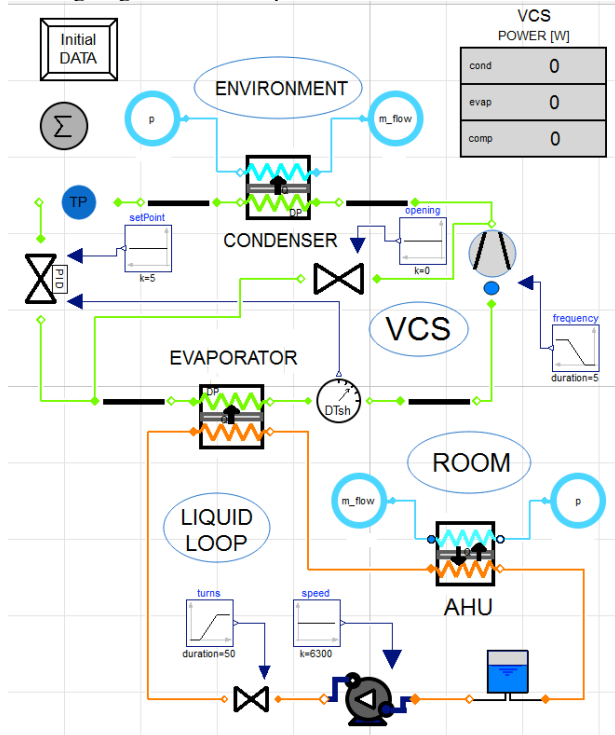 VCS
POWER [W]
Initial
DATA
cond 0
evap 0
comp 0
ENVIRONMENT
p
m_flow
Σ
TP
Q
DP
setPoint
k=5
CONDENSER
opening
k=0
PID
VCS
frequency
duration=5
EVAPORATOR
DP
Q
DTsh
ROOM
m_flow
p
LIQUID
LOOP
Q
AHU
turns
duration=50
speed
k=6300